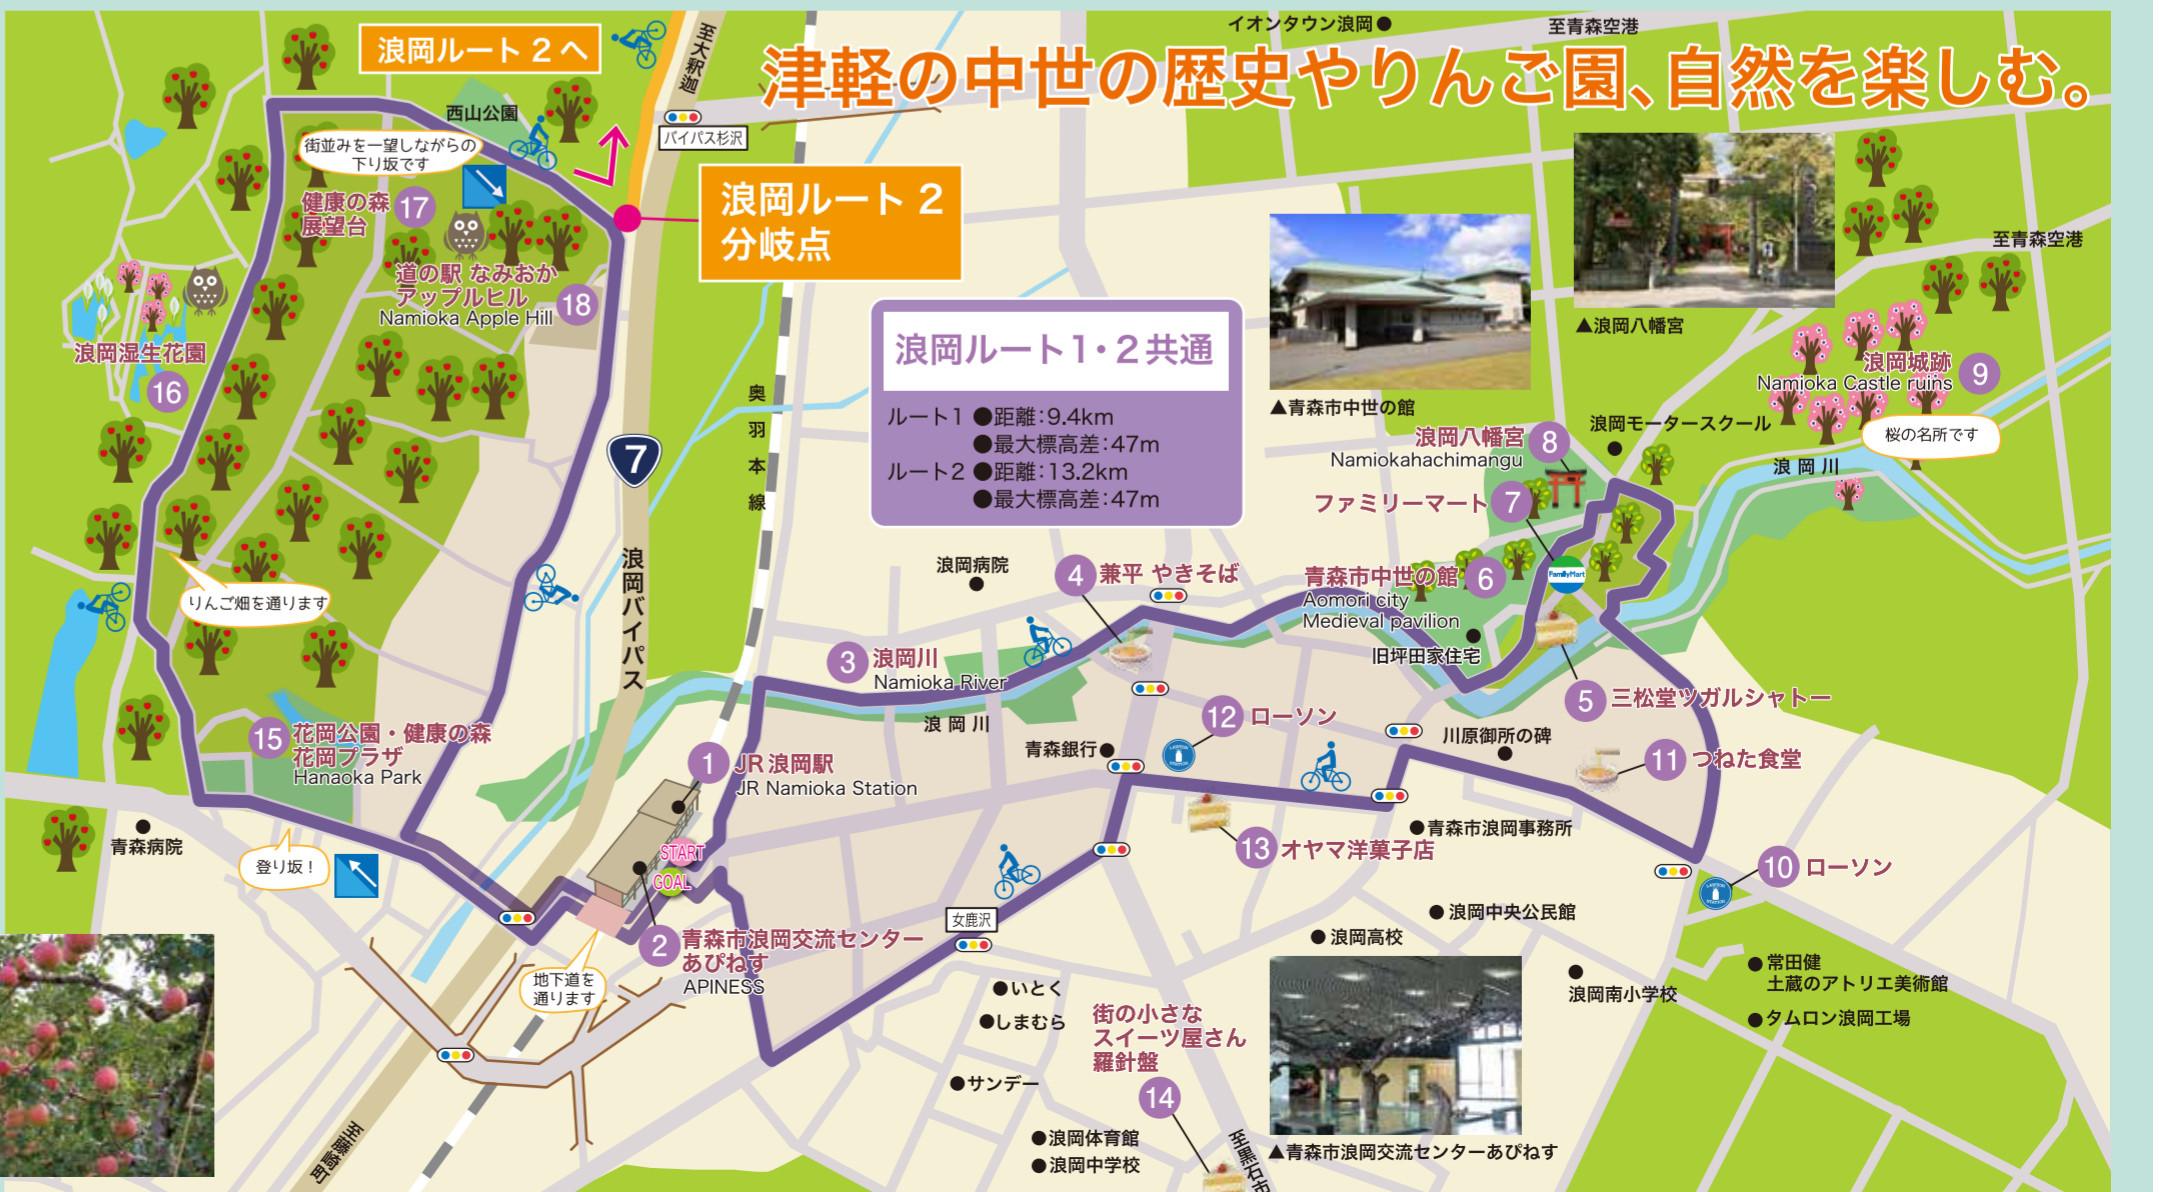 浪岡ルート 2 へ
至大釈迦
イオンタウン浪岡
至青森空港
津軽の中世の歴史やりんご園、自然を楽しむ。
西山公園
バイパス杉沢
街並みを一望しながらの
下り坂です
健康の森
展望台
17
浪岡ルート 2
分岐点
至青森空港
道の駅 なみおか
アップルヒル
Namioka Apple Hill
18
浪岡湿生花園
16
▲浪岡八幡宮
浪岡ルート1・2共通
ルート1 ●距離:9.4km
●最大標高差:47m
ルート2 ●距離:13.2km
●最大標高差:47m
奥羽本線
▲青森市中世の館
浪岡城跡
Namioka Castle ruins
9
桜の名所です
浪岡モータースクール
浪岡川
浪岡八幡宮
Namiokahachimangu
8
7
ファミリーマート
7
FamilyMart
浪岡バイパス
浪岡病院
4
兼平 やきそば
青森市中世の館
Aomori city
Medieval pavilion
6
旧坪田家住宅
りんご畑を通ります
3
浪岡川
Namioka River
浪岡川
5
三松堂ツガルシャトー
12
ローソン
青森銀行
川原御所の碑
11
つねた食堂
15
花岡公園・健康の森
花岡プラザ
Hanaoka Park
1
JR 浪岡駅
JR Namioka Station
青森病院
登り坂!
START
GOAL
13
オヤマ洋菓子店
青森市浪岡事務所
10
ローソン
女鹿沢
2
青森市浪岡交流センター
あぴねす
APINESS
地下道を
通ります
浪岡中央公民館
浪岡高校
浪岡南小学校
常田健
土蔵のアトリエ美術館
タムロン浪岡工場
いとく
しまむら
サンデー
街の小さな
スイーツ屋さん
羅針盤
14
浪岡体育館
浪岡中学校
至黒石市
至藤崎町
▲青森市浪岡交流センターあぴねす